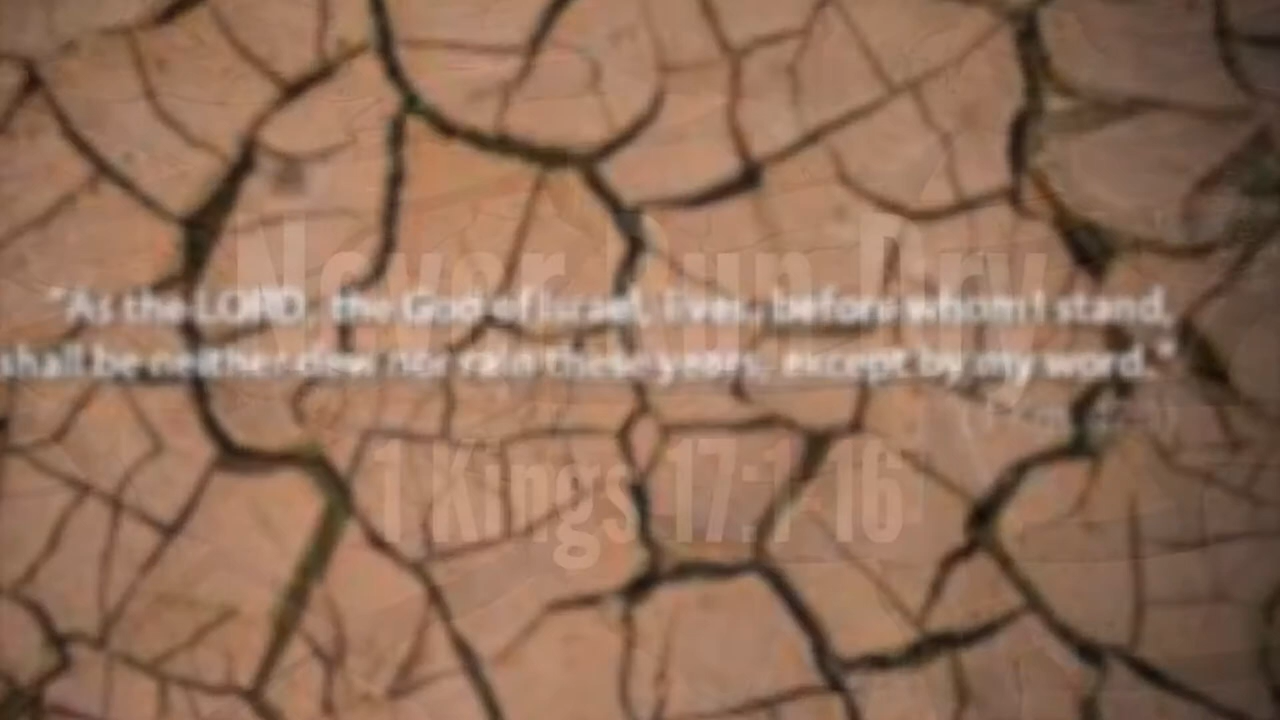 Never Run Dry
"As the LORD, the God of Israel, lives, before whom I stand,
shall be neither dew nor rain these years, except by my word."
1 Kings 17:1-16